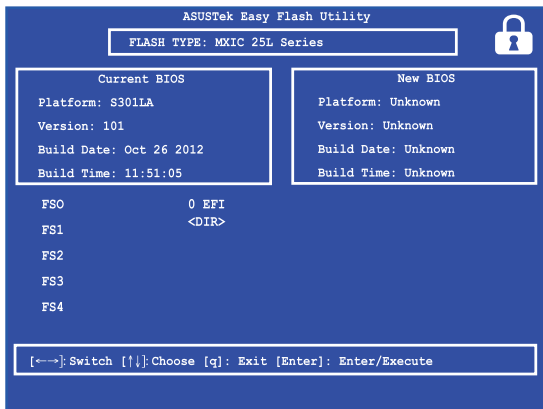 ASUSTek Easy Flash Utility
FLASH TYPE: MXIC 25L Series
Current BIOS
Platform: S301LA
Version: 101
Build Date: Oct 26 2012
Build Time: 11:51:05
New BIOS
Platform: Unknown
Version: Unknown
Build Date: Unknown
Build Time: Unknown
FSO
FS1
FS2
FS3
FS4
0 EFI
<DIR>
[←→]: Switch [↑↓]: Choose [q]: Exit [Enter]: Enter/Execute